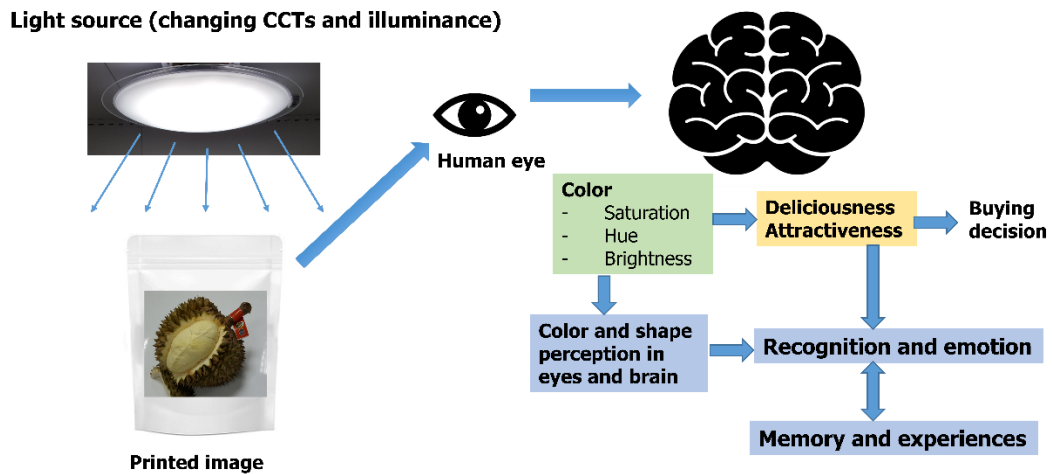 Light source (changing CCTs and illuminance)
Human eye
Color
- Saturation
- Hue
- Brightness
Deliciousness
Attractiveness
Buying
decision
Color and shape
perception in
eyes and brain
Recognition and emotion
Memory and experiences
Printed image